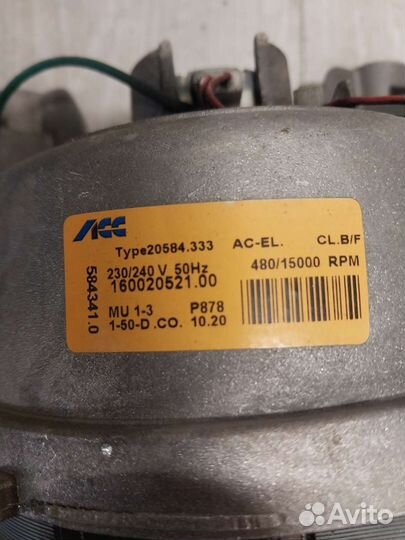 ACC
Type20584.333 AC-EL. CL.B/F
230/240 V 50Hz 480/15000 RPM
160020521.00
MU 1-3 P878
1-50-D .CO. 10.20
584341.0
Avito